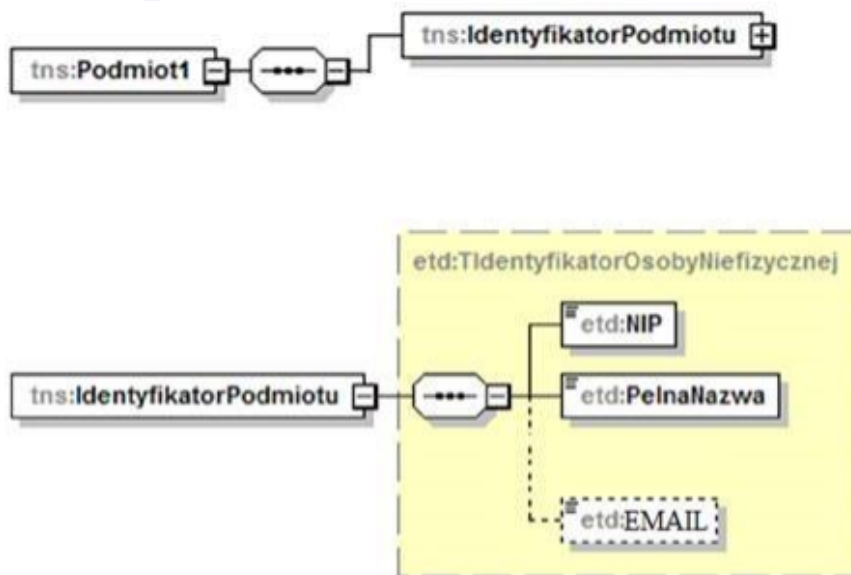 tns:IdentyfikatorPodmiotu
tns:Podmiot1
etd:TIdentyfikatorOsobyNiefizycznej
etd:NIP
tns:IdentyfikatorPodmiotu
etd:PelnaNazwa
etd:EMAIL